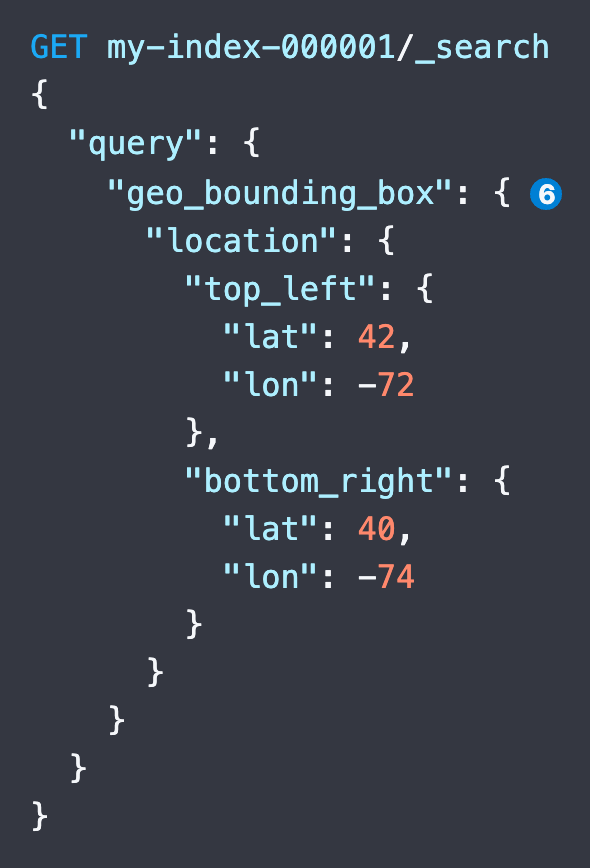 GET my-index-000001/_search
{
  "query": {
    "geo_bounding_box": { 6
      "location": {
        "top_left": {
          "lat": 42,
          "lon": -72
        },
        "bottom_right": {
          "lat": 40,
          "lon": -74
        }
      }
    }
  }
}